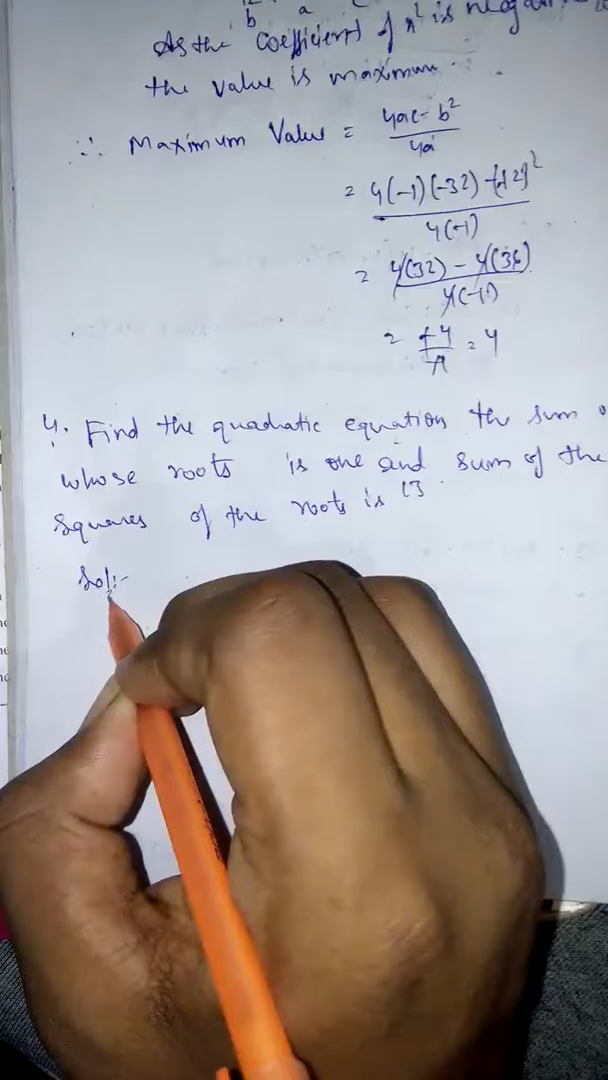 b a
As the coefficient of x² is negative
the value is maximum.
∴ Maximum Value = 4ac - b² / 4a
= 4(-1)(-32) - (12)² / 4(-1)
= 4(32) - 4(36) / 4(-1)
= -4 / -1 = 4
4. Find the quadratic equation the sum o
whose roots is one and sum of the
squares of the roots is 13.
Sol:-